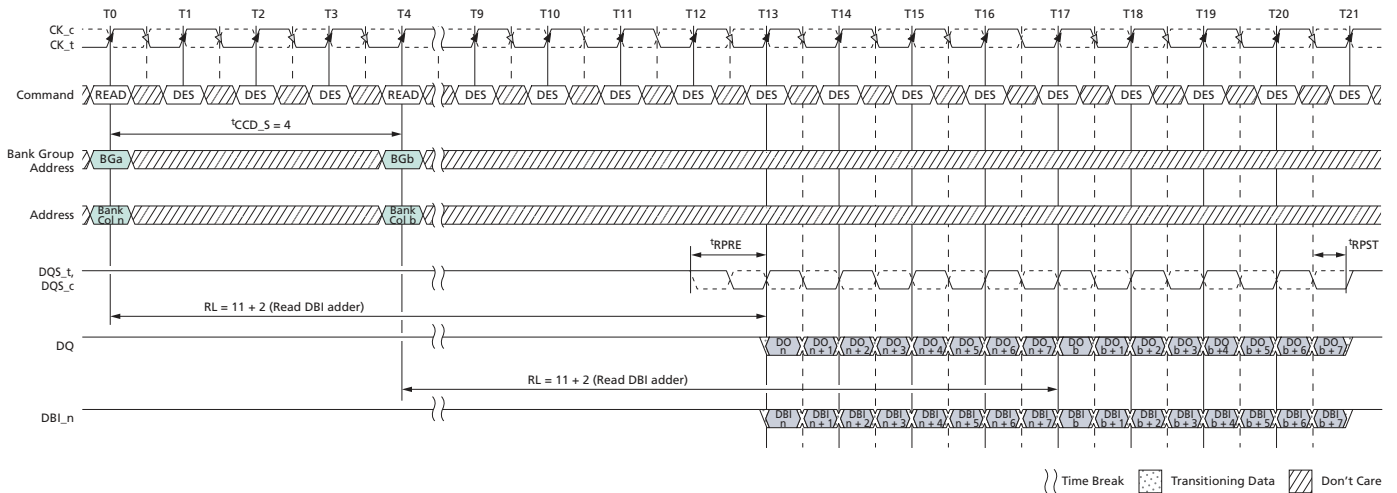 T0 T1 T2 T3 T4 T9 T10 T11 T12 T13 T14 T15 T16 T17 T18 T19 T20 T21
CK_c
CK_t
Command READ DES DES DES READ DES DES DES DES DES DES DES DES DES DES DES DES DES
tCCD_S = 4
Bank Group
Address
BGa BGb
Address
Bank
Col n
Bank
Col b
tRPRE tRPST
DQS_t,
DQS_c
RL = 11 + 2 (Read DBI adder)
DQ
DO DO DO DO DO DO DO DO DO DO DO DO DO DO DO DO
n n + 1 n + 2 n + 3 n + 4 n + 5 n + 6 n + 7 b b + 1 b + 2 b + 3 b +4 b + 5 b + 6 b + 7
RL = 11 + 2 (Read DBI adder)
DBI_n
DBI DBI DBI DBI DBI DBI DBI DBI DBI DBI DBI DBI DBI DBI DBI DBI
n n + 1 n + 2 n + 3 n + 4 n + 5 n + 6 n + 7 b b + 1 b + 2 b + 3 b + 4 b + 5 b + 6 b + 7
Time Break Transitioning Data Don't Care